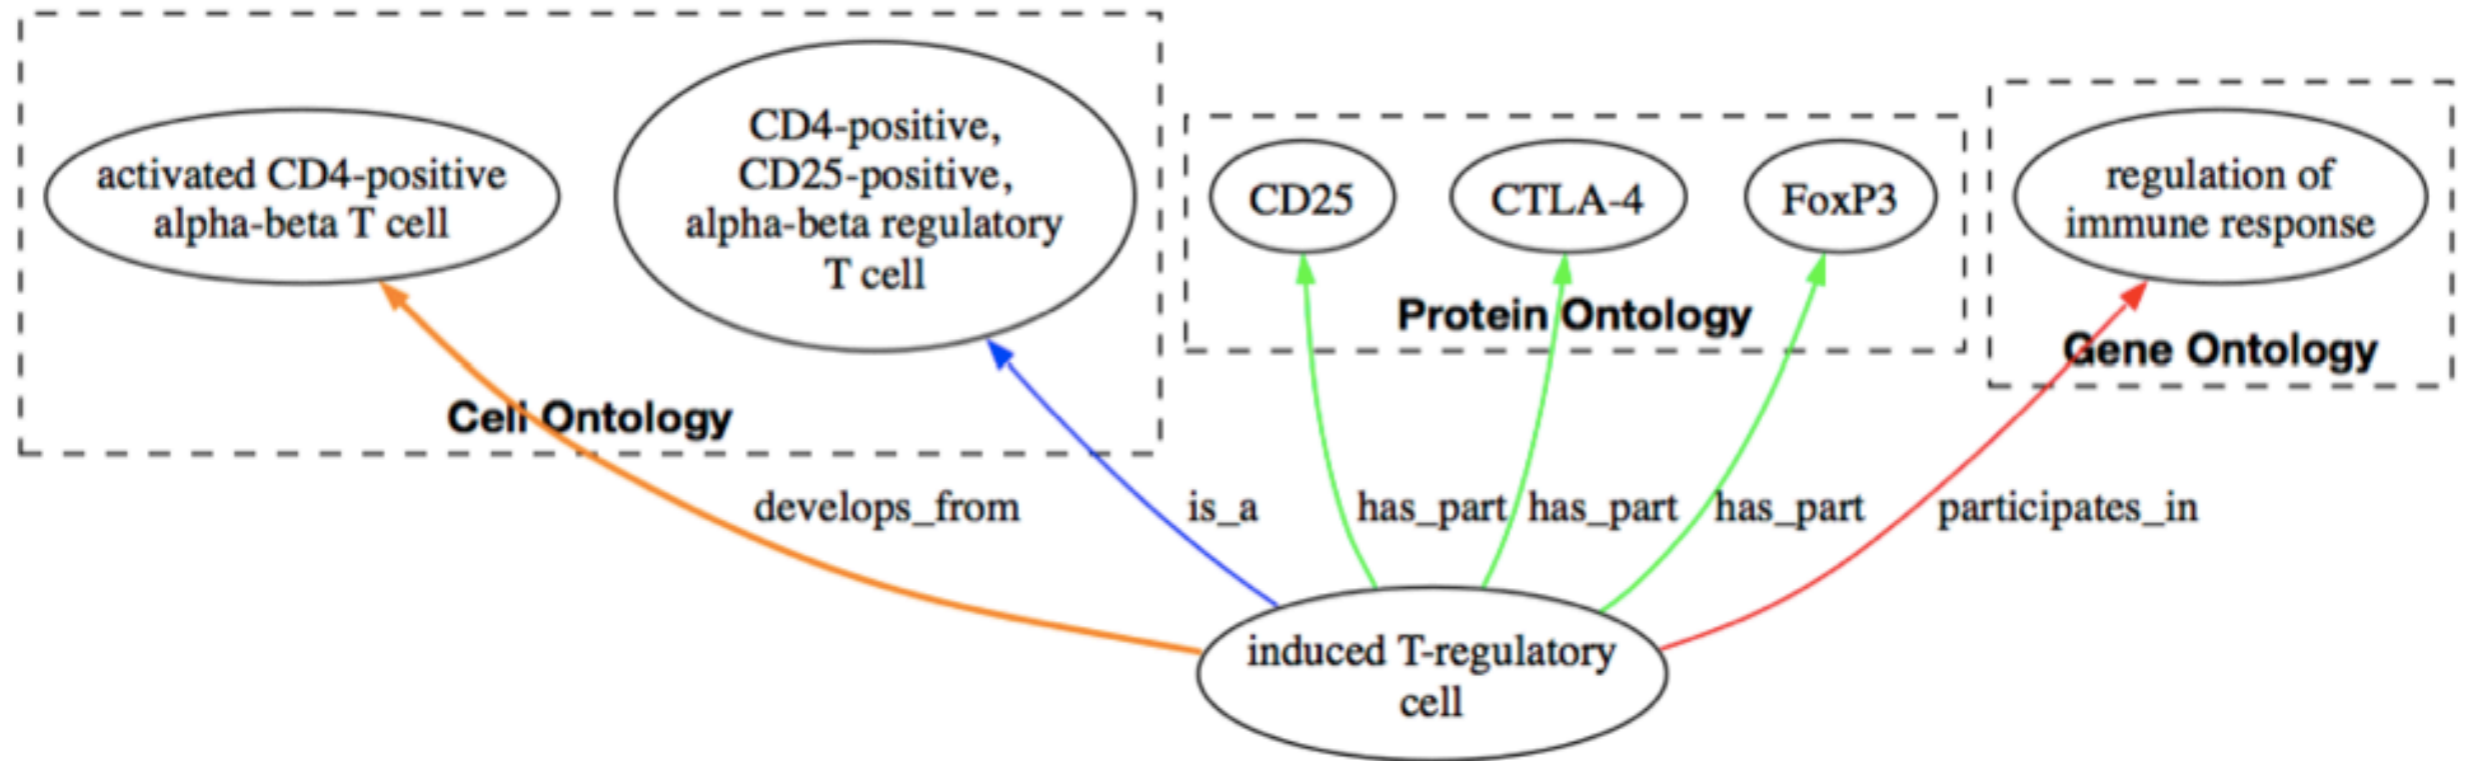 activated CD4-positive
alpha-beta T cell
CD4-positive,
CD25-positive,
alpha-beta regulatory
T cell
Cell Ontology
CD25
CTLA-4
FoxP3
Protein Ontology
regulation of
immune response
Gene Ontology
develops_from
is_a
has_part
has_part
has_part
participates_in
induced T-regulatory
cell